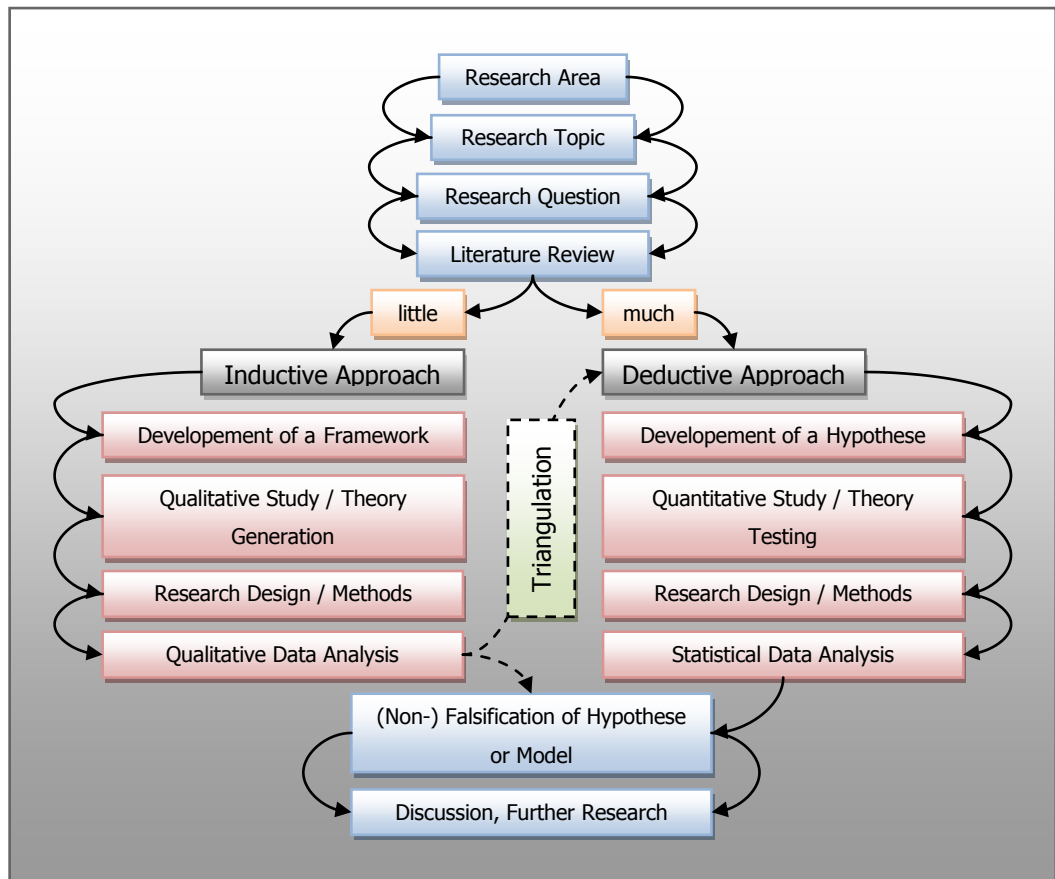 Research Area
Research Topic
Research Question
Literature Review
little
much
Inductive Approach
Deductive Approach
Developement of a Framework
Qualitative Study / Theory
Generation
Research Design / Methods
Qualitative Data Analysis
Triangulation
Developement of a Hypothese
Quantitative Study / Theory
Testing
Research Design / Methods
Statistical Data Analysis
(Non-) Falsification of Hypothese
or Model
Discussion, Further Research